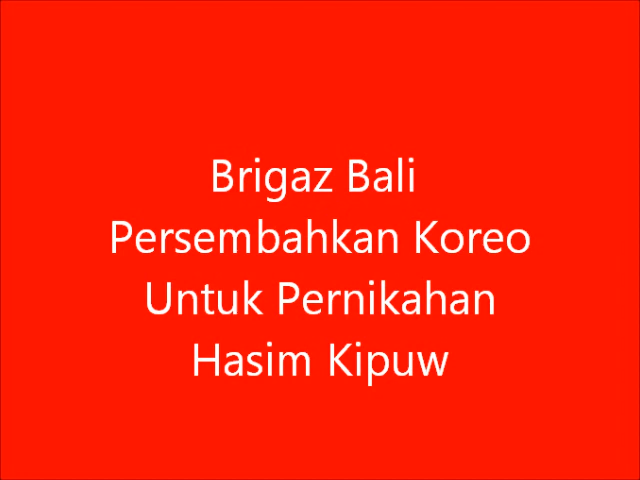 Brigaz Bali
Persembahkan Koreo
Untuk Pernikahan
Hasim Kipuw